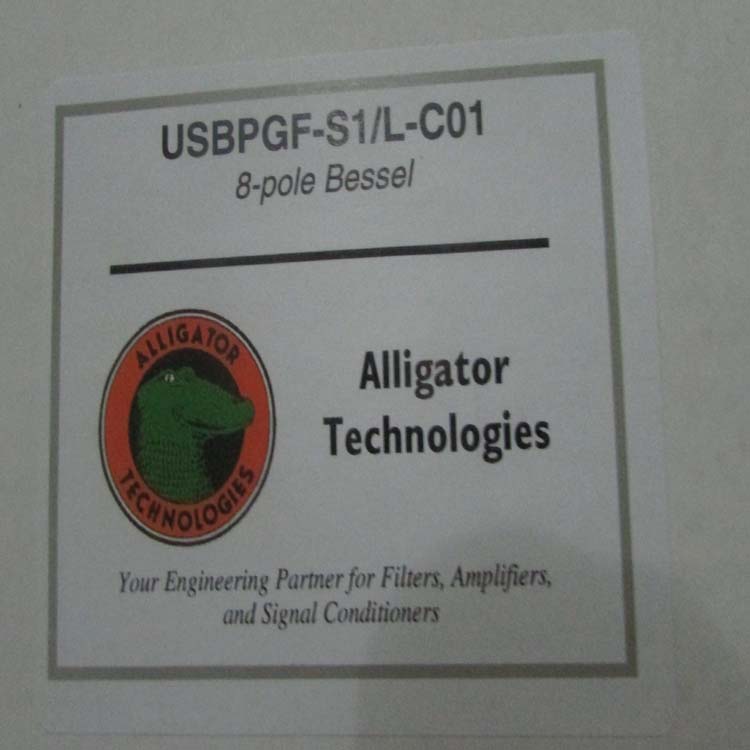 USBPGF-S1/L-C01
8-pole Bessel
ALLIGATOR
TECHNOLOGIES
Alligator
Technologies
Your Engineering Partner for Filters, Amplifiers,
and Signal Conditioners